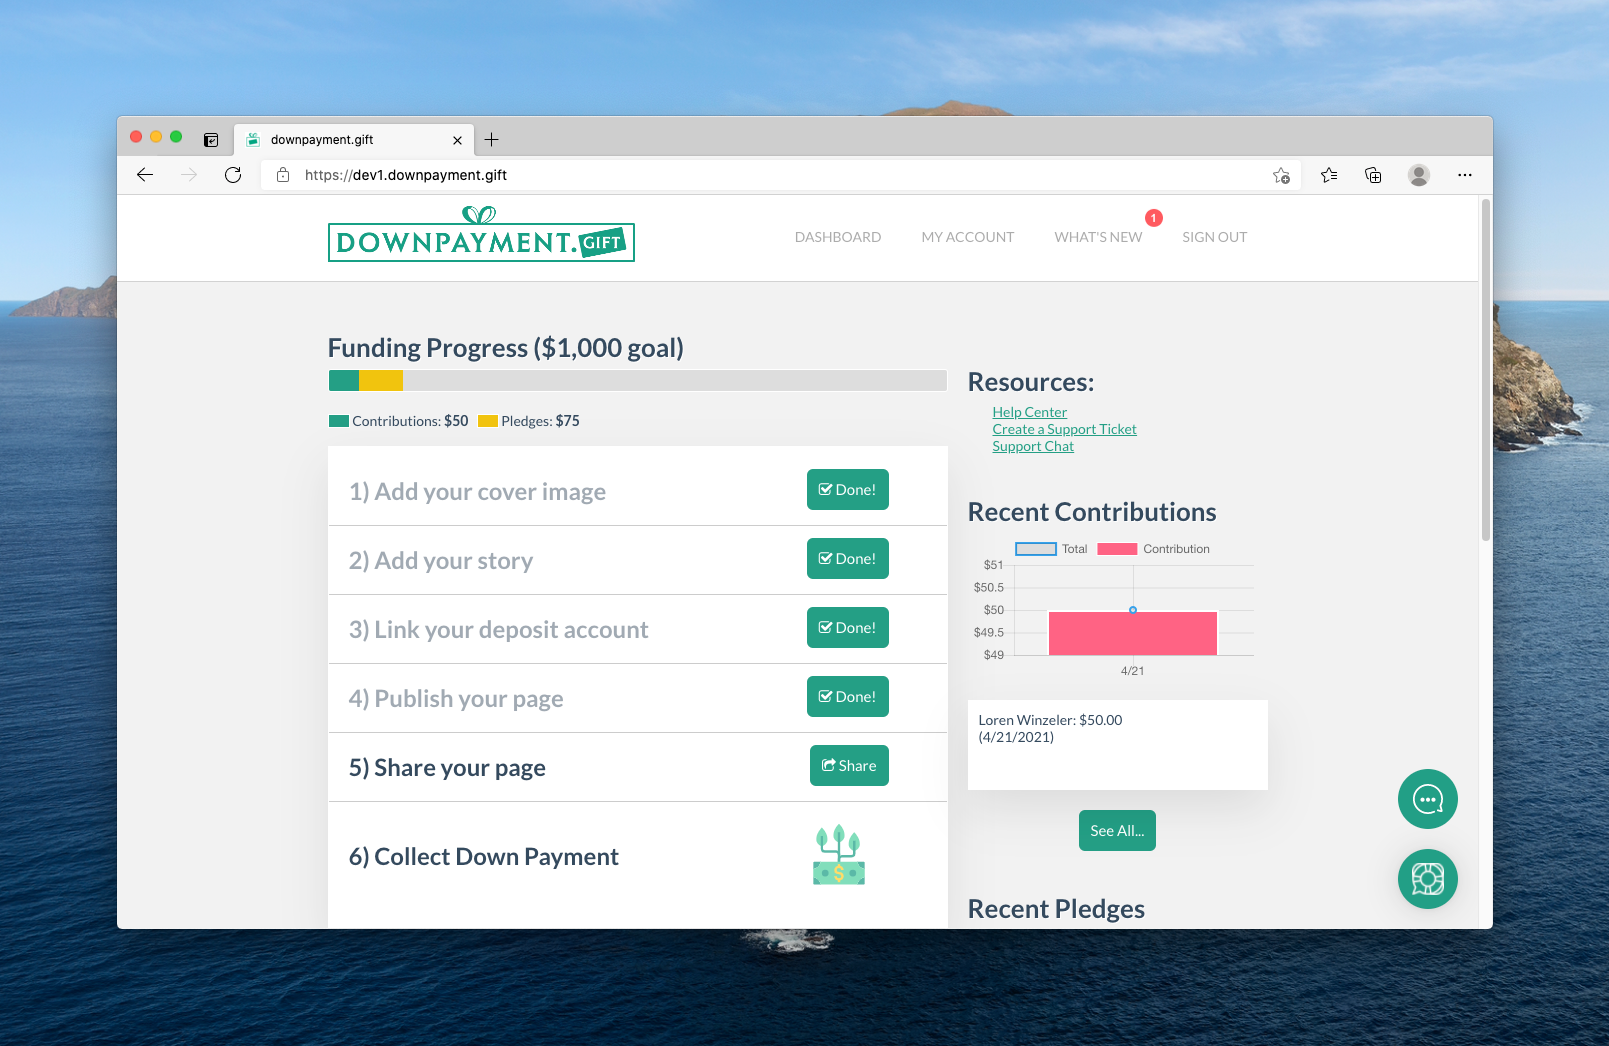 downpayment.gift
https://dev1.downpayment.gift
DOWNPAYMENT.GIFT
DASHBOARD
MY ACCOUNT
WHAT'S NEW
1
SIGN OUT
Funding Progress ($1,000 goal)
Contributions: $50 Pledges: $75
1) Add your cover image
Done!
2) Add your story
Done!
3) Link your deposit account
Done!
4) Publish your page
Done!
5) Share your page
Share
6) Collect Down Payment
$
Resources:
Help Center
Create a Support Ticket
Support Chat
Recent Contributions
Total Contribution
$51
$50.5
$50
$49.5
$49
4/21
Loren Winzeler: $50.00
(4/21/2021)
See All...
Recent Pledges